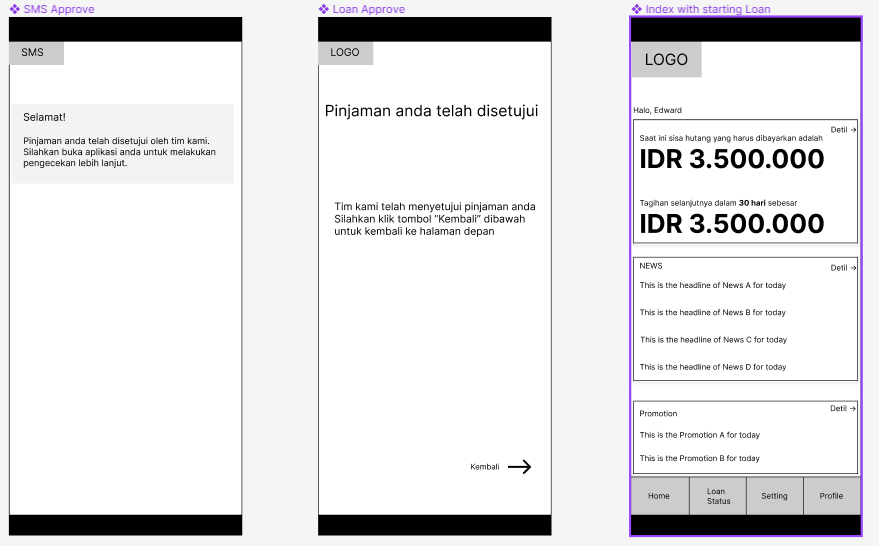 SMS Approve
SMS
Selamat!
Pinjaman anda telah disetujui oleh tim kami.
Silahkan buka aplikasi anda untuk melakukan
pengecekan lebih lanjut.
Loan Approve
LOGO
Pinjaman anda telah disetujui
Tim kami telah menyetujui pinjaman anda
Silahkan klik tombol “Kembali” dibawah
untuk kembali ke halaman depan
Kembali
Index with starting Loan
LOGO
Halo, Edward
Detil →
Saat ini sisa hutang yang harus dibayarkan adalah
IDR 3.500.000
Tagihan selanjutnya dalam 30 hari sebesar
IDR 3.500.000
NEWS
Detil →
This is the headline of News A for today
This is the headline of News B for today
This is the headline of News C for today
This is the headline of News D for today
Detil →
Promotion
This is the Promotion A for today
This is the Promotion B for today
Home
Loan
Status
Setting
Profile